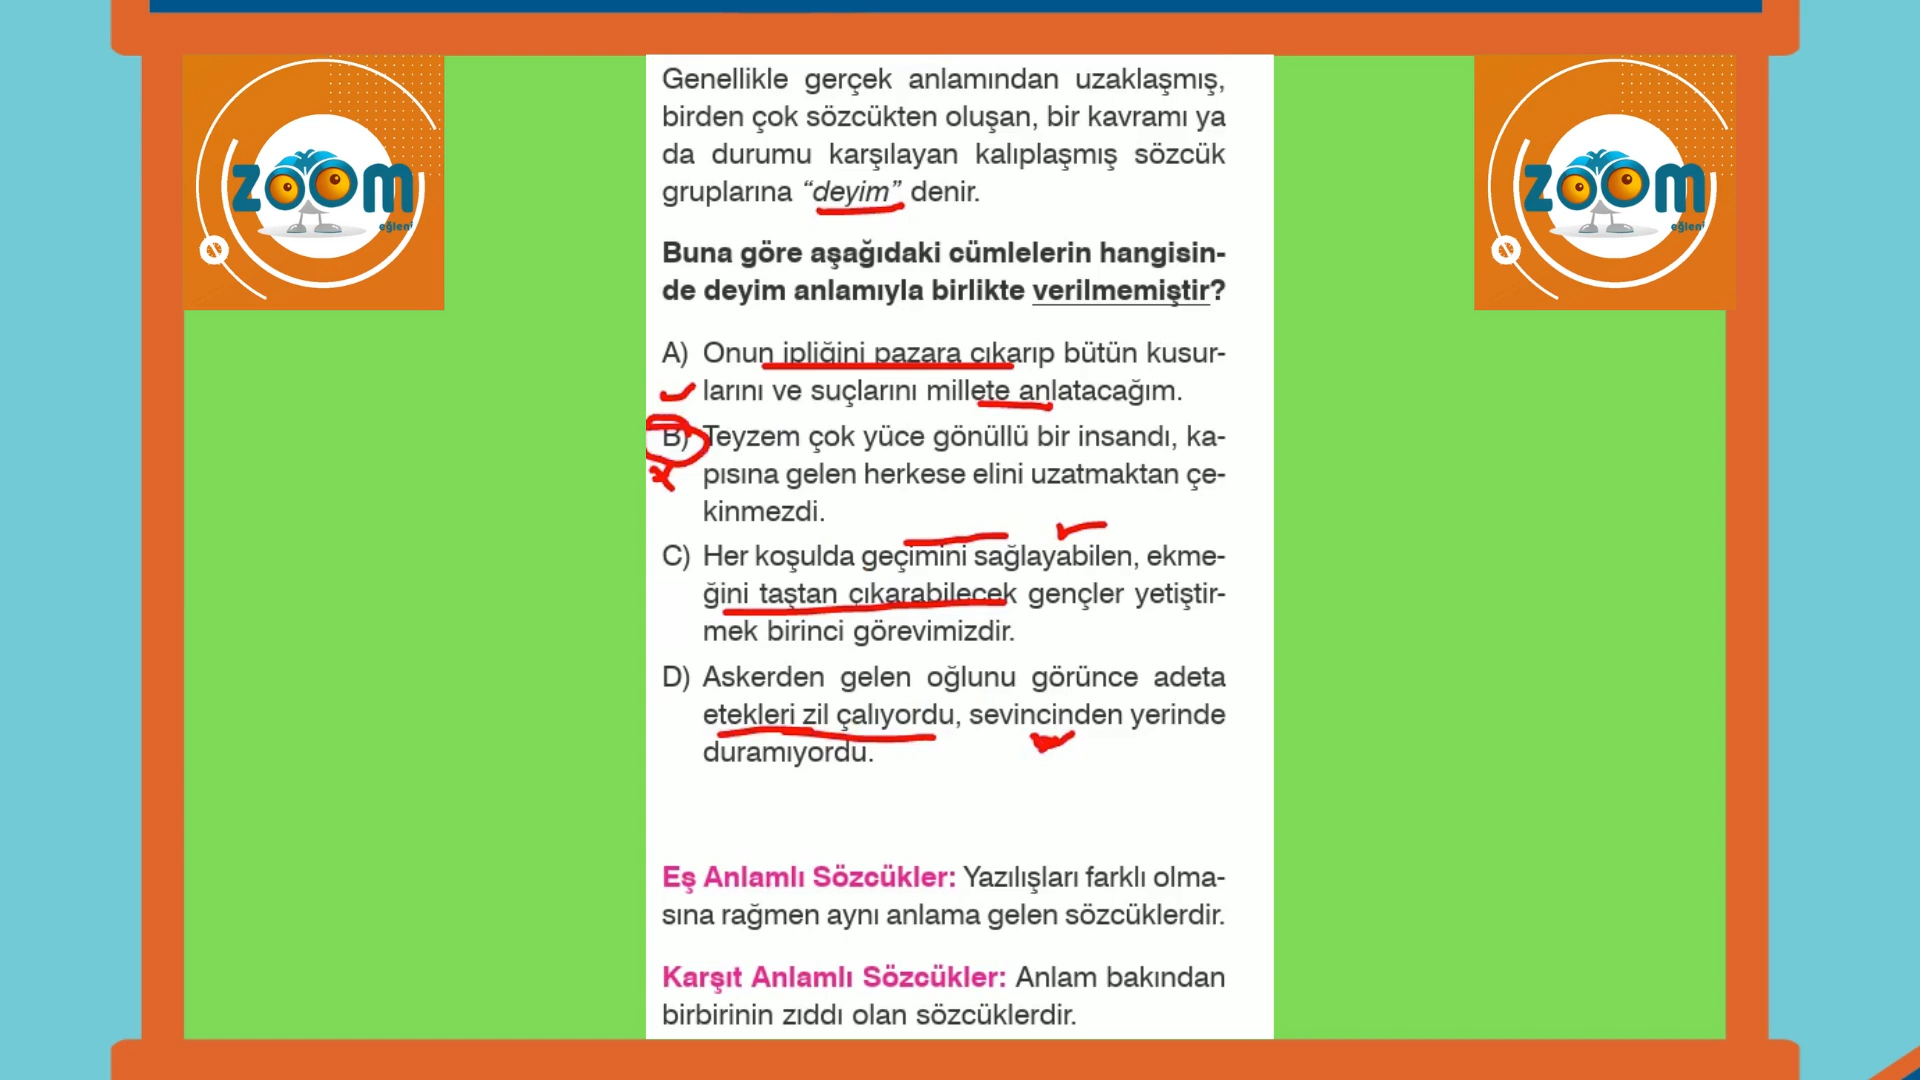 zoom
eğleni
zoom
eğleni
Genellikle gerçek anlamından uzaklaşmış,
birden çok sözcükten oluşan, bir kavramı ya
da durumu karşılayan kalıplaşmış sözcük
gruplarına “deyim” denir.
Buna göre aşağıdaki cümlelerin hangisin-
de deyim anlamıyla birlikte verilmemiştir?
A) Onun ipliğini pazara çıkarıp bütün kusur-
larını ve suçlarını millete anlatacağım.
B) Teyzem çok yüce gönüllü bir insandı, ka-
pısına gelen herkese elini uzatmaktan çe-
kinmezdi.
C) Her koşulda geçimini sağlayabilen, ekme-
ğini taştan çıkarabilecek gençler yetiştir-
mek birinci görevimizdir.
D) Askerden gelen oğlunu görünce adeta
etekleri zil çalıyordu, sevincinden yerinde
duramıyordu.
Eş Anlamlı Sözcükler: Yazılışları farklı olma-
sına rağmen aynı anlama gelen sözcüklerdir.
Karşıt Anlamlı Sözcükler: Anlam bakından
birbirinin zıddı olan sözcüklerdir.